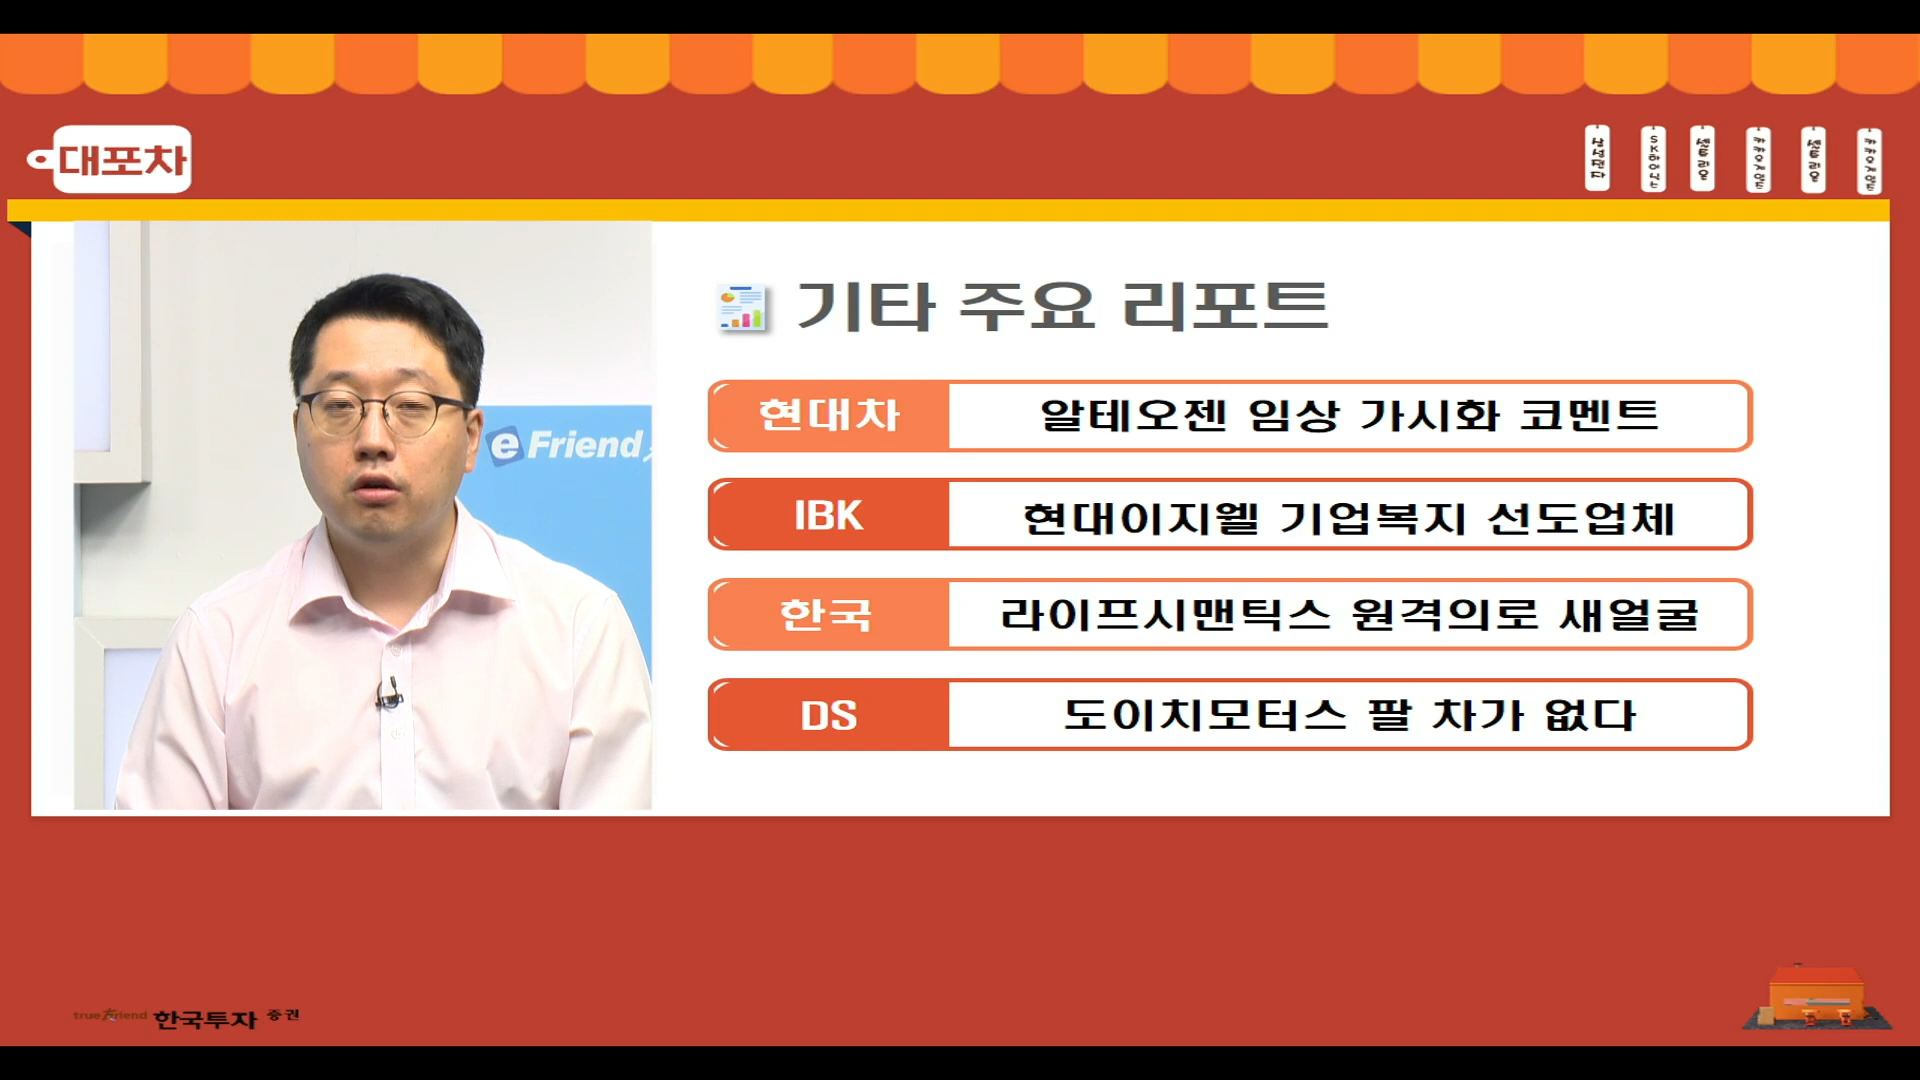 대포차
e Friend
기타 주요 리포트
현대차 알테오젠 임상 가시화 코멘트
IBK 현대이지웰 기업복지 선도업체
한국 라이프시맨틱스 원격의로 새얼굴
DS 도이치모터스 팔 차가 없다
true Friend 한국투자 증권